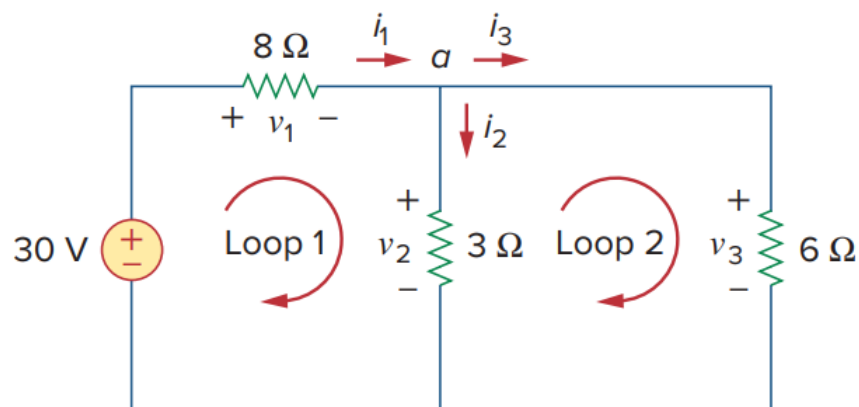 i1 i3
8 Ω a
+ v1 − i2
+ +
30 V + − Loop 1 v2 3 Ω Loop 2 v3 6 Ω
− −